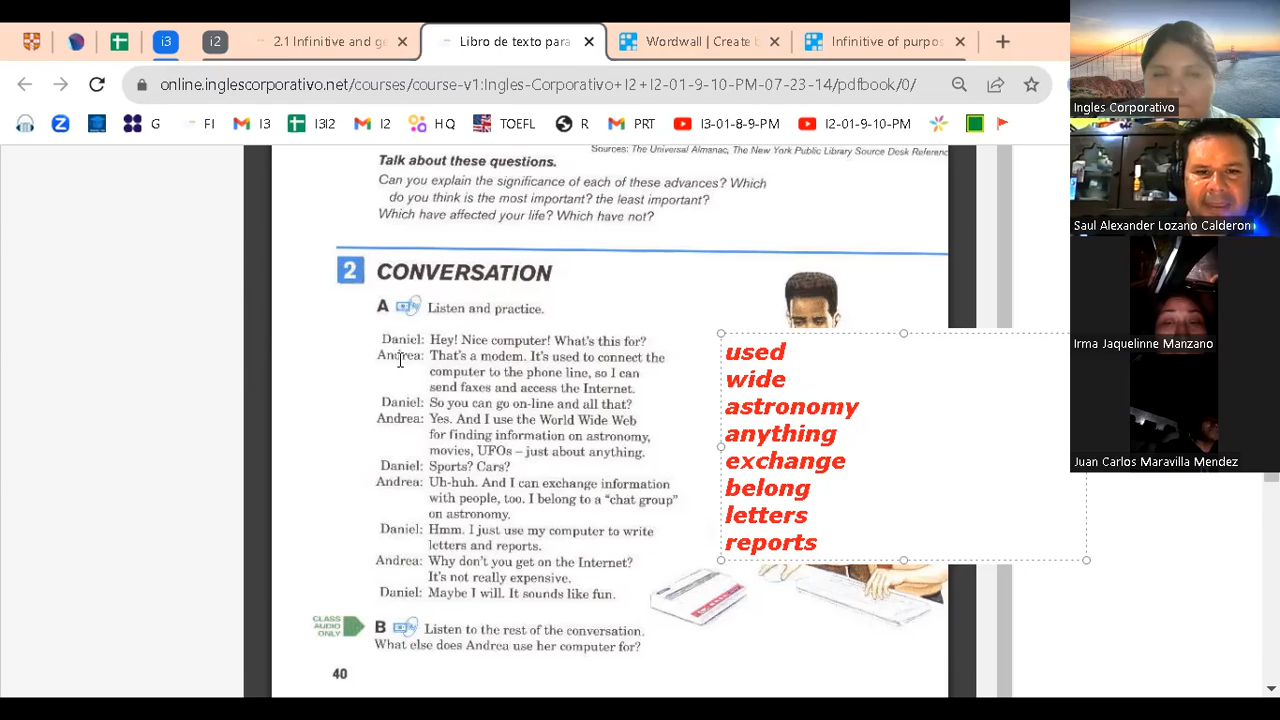 2.1 Infinitive and ge
Libro de texto para
Wordwall | Create b
Infinitive of purpo
online.inglescorporativo.net/courses/course-v1:Ingles-Corporativo+I2+I2-01-9-10-PM-07-23-14/pdfbook/0/
i3
i2
G
FI
I3
I3I2
I2
HQ
TOEFL
R
PRT
I3-01-8-9-PM
I2-01-9-10-PM
Sources: The Universal Almanac, The New York Public Library Source Desk Referenc
Talk about these questions.
Can you explain the significance of each of these advances? Which
do you think is the most important? the least important?
Which have affected your life? Which have not?
2 CONVERSATION
A Listen and practice.
Daniel: Hey! Nice computer! What's this for?
Andrea: That's a modem. It's used to connect the
computer to the phone line, so I can
send faxes and access the Internet.
Daniel: So you can go on-line and all that?
Andrea: Yes. And I use the World Wide Web
for finding information on astronomy,
movies, UFOs – just about anything.
Daniel: Sports? Cars?
Andrea: Uh-huh. And I can exchange information
with people, too. I belong to a "chat group"
on astronomy.
Daniel: Hmm. I just use my computer to write
letters and reports.
Andrea: Why don't you get on the Internet?
It's not really expensive.
Daniel: Maybe I will. It sounds like fun.
CLASS
AUDIO
ONLY
B Listen to the rest of the conversation.
What else does Andrea use her computer for?
40
used
wide
astronomy
anything
exchange
belong
letters
reports
Ingles Corporativo
Saul Alexander Lozano Calderon
Irma Jaquelinne Manzano
Juan Carlos Maravilla Mendez